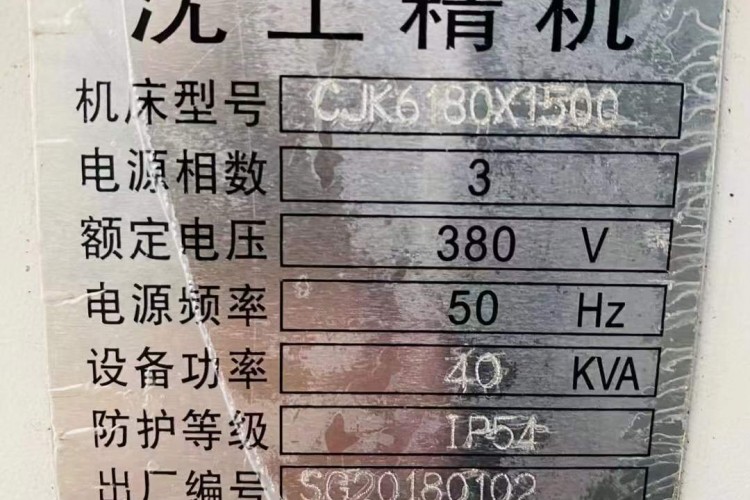 沈工精机
机床型号 CJK6180X1500
电源相数 3
额定电压 380 V
电源频率 50 Hz
设备功率 40 KVA
防护等级 IP54
出厂编号 SG20180102